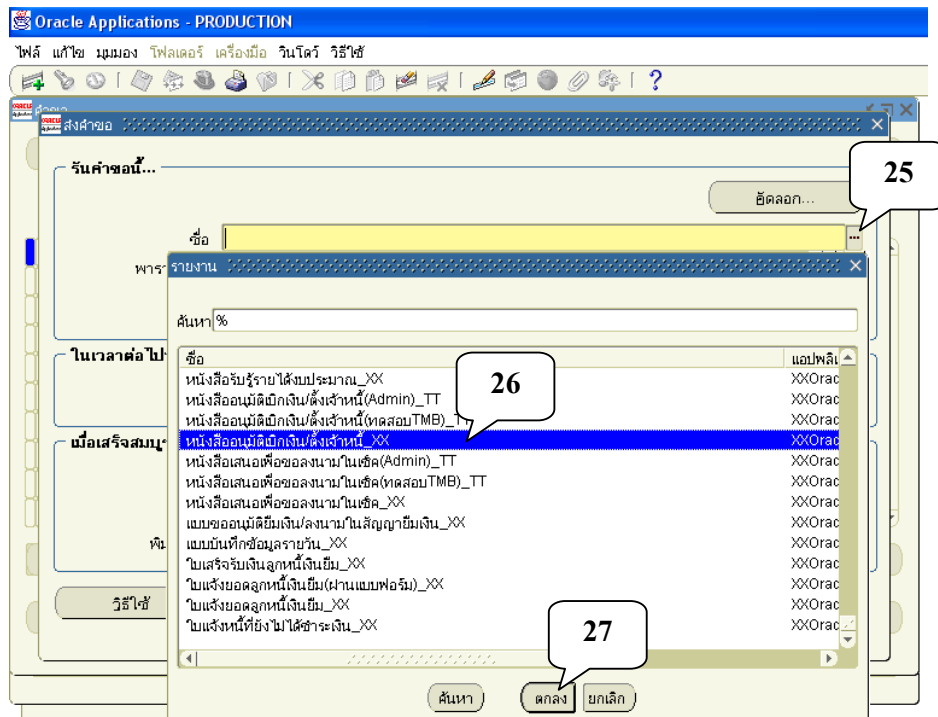 Oracle Applications - PRODUCTION
ไฟล์ แก้ไข มุมมอง โฟลเดอร์ เครื่องมือ วินโดว์ วิธีใช้
ส่งคำขอ
รันคำขอนี้...
25
คัดลอก...
ชื่อ
รายงาน
ค้นหา %
ในเวลาต่อไป
ชื่อ
หนังสือรับรู้รายได้งบประมาณ_XX XXOrac
26
หนังสืออนุมัติเบิกเงิน/ตั้งเจ้าหนี้(Admin)_TT XXOrac
หนังสืออนุมัติเบิกเงิน/ตั้งเจ้าหนี้(ทดสอบTMB)_TT XXOrac
หนังสืออนุมัติเบิกเงิน/ตั้งเจ้าหนี้_XX XXOrac
หนังสือเสนอเพื่อขอลงนามในเช็ค(Admin)_TT XXOrac
หนังสือเสนอเพื่อขอลงนามในเช็ค(ทดสอบTMB)_TT XXOrac
หนังสือเสนอเพื่อขอลงนามในเช็ค_XX XXOrac
แบบขออนุมัติยืมเงิน/ลงนามในสัญญายืมเงิน_XX XXOrac
แบบบันทึกข้อมูลรายวัน_XX XXOrac
ใบเสร็จรับเงินลูกหนี้เงินยืม_XX XXOrac
ใบแจ้งยอดลูกหนี้เงินยืม(ผ่านแบบฟอร์ม)_XX XXOrac
ใบแจ้งยอดลูกหนี้เงินยืม_XX XXOrac
ใบแจ้งหนี้ที่ยังไม่ได้ชำระเงิน_XX XXOrac
วิธีใช้
27
ค้นหา ตกลง ยกเลิก